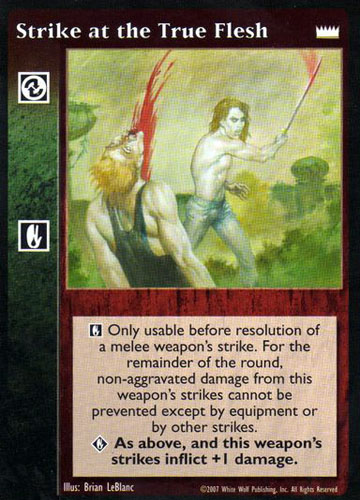 Strike at the True Flesh
Only usable before resolution of
a melee weapon's strike. For the
remainder of the round,
non-aggravated damage from this
weapon's strikes cannot be
prevented except by equipment or
by other strikes.
As above, and this weapon's
strikes inflict +1 damage.
Illus: Brian LeBlanc
©2007 White Wolf Publishing, Inc. All Rights Reserved